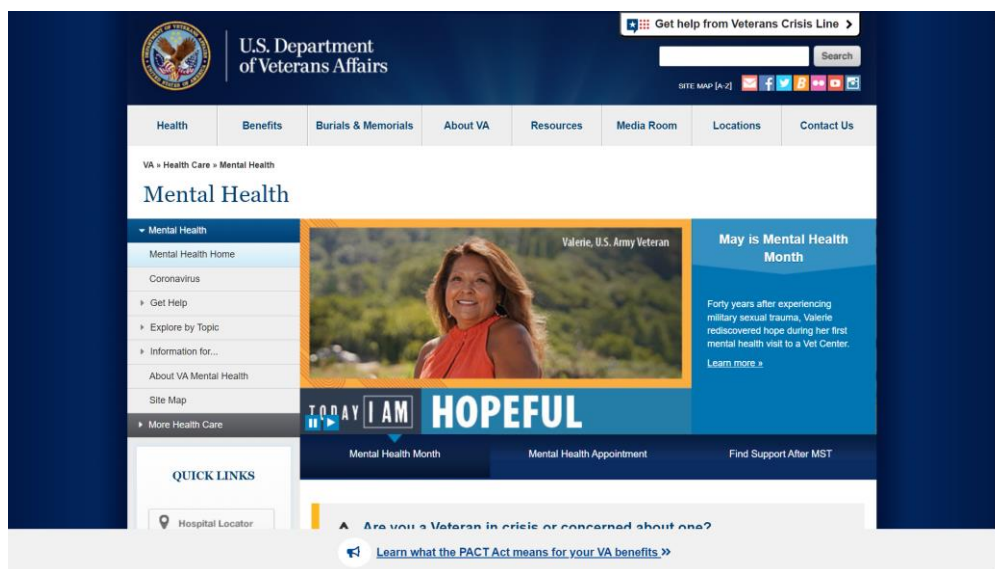 Get help from Veterans Crisis Line
U.S. Department
of Veterans Affairs
Search
SITE MAP [A-Z]
Health
Benefits
Burials & Memorials
About VA
Resources
Media Room
Locations
Contact Us
VA » Health Care » Mental Health
Mental Health
Mental Health
Mental Health Home
Coronavirus
Get Help
Explore by Topic
Information for...
About VA Mental Health
Site Map
More Health Care
QUICK LINKS
Hospital Locator
Valerie, U.S. Army Veteran
TODAY I AM HOPEFUL
May is Mental Health
Month
Forty years after experiencing
military sexual trauma, Valerie
rediscovered hope during her first
mental health visit to a Vet Center.
Learn more »
Mental Health Month
Mental Health Appointment
Find Support After MST
Are you a Veteran in crisis or concerned about one?
Learn what the PACT Act means for your VA benefits »